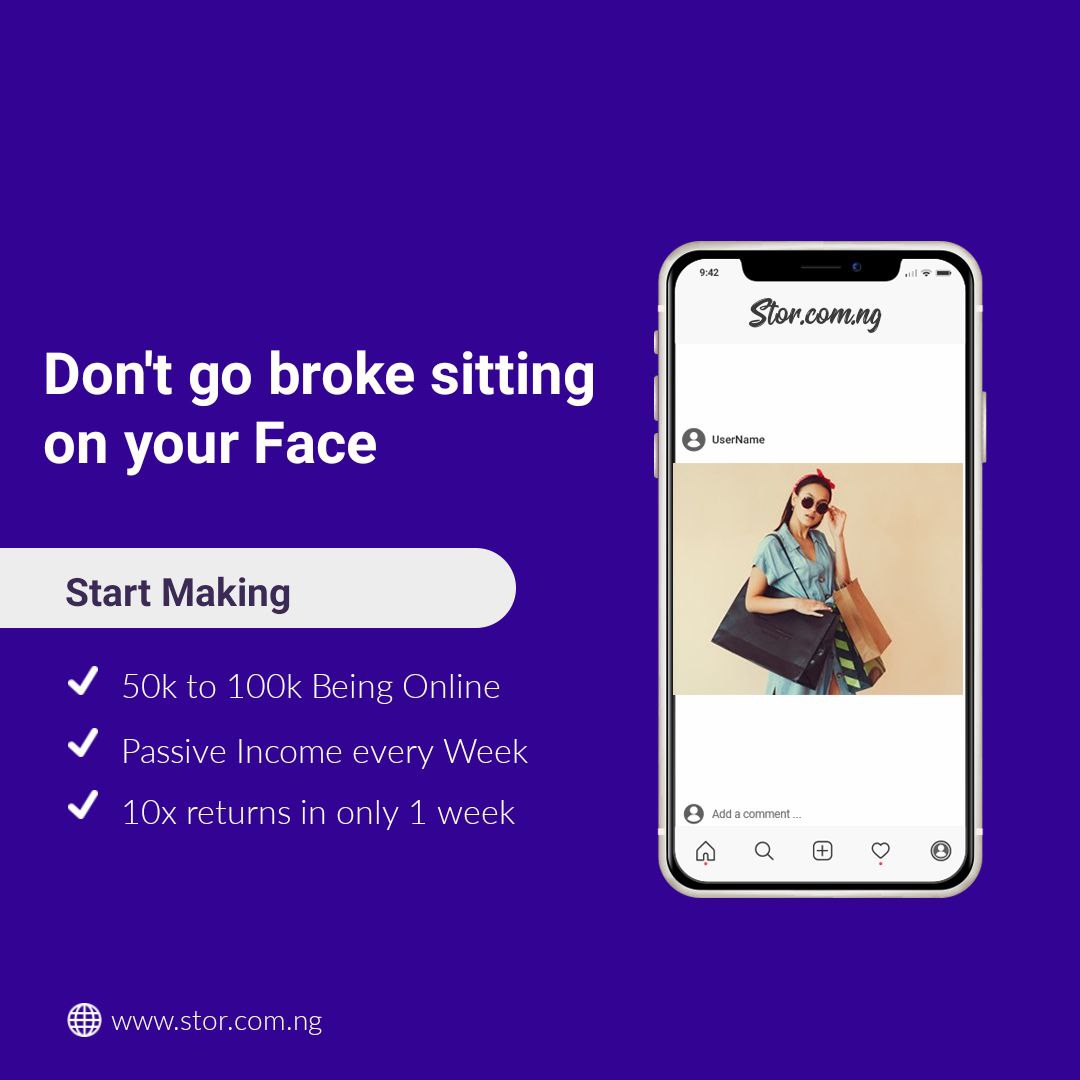 Don't go broke sitting
on your Face
Start Making
50k to 100k Being Online
Passive Income every Week
10x returns in only 1 week
www.stor.com.ng
9:42
Stor.com.ng
UserName
Add a comment ...